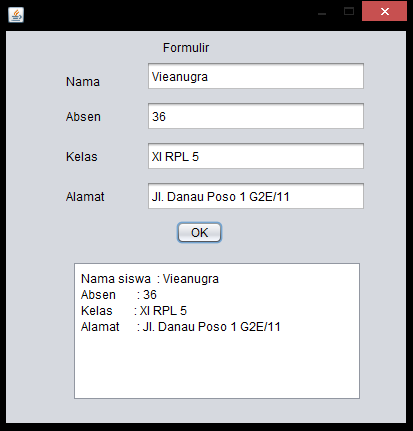 Formulir
Nama Vieanugra
Absen 36
Kelas XI RPL 5
Alamat Jl. Danau Poso 1 G2E/11
OK
Nama siswa : Vieanugra
Absen : 36
Kelas : XI RPL 5
Alamat : Jl. Danau Poso 1 G2E/11